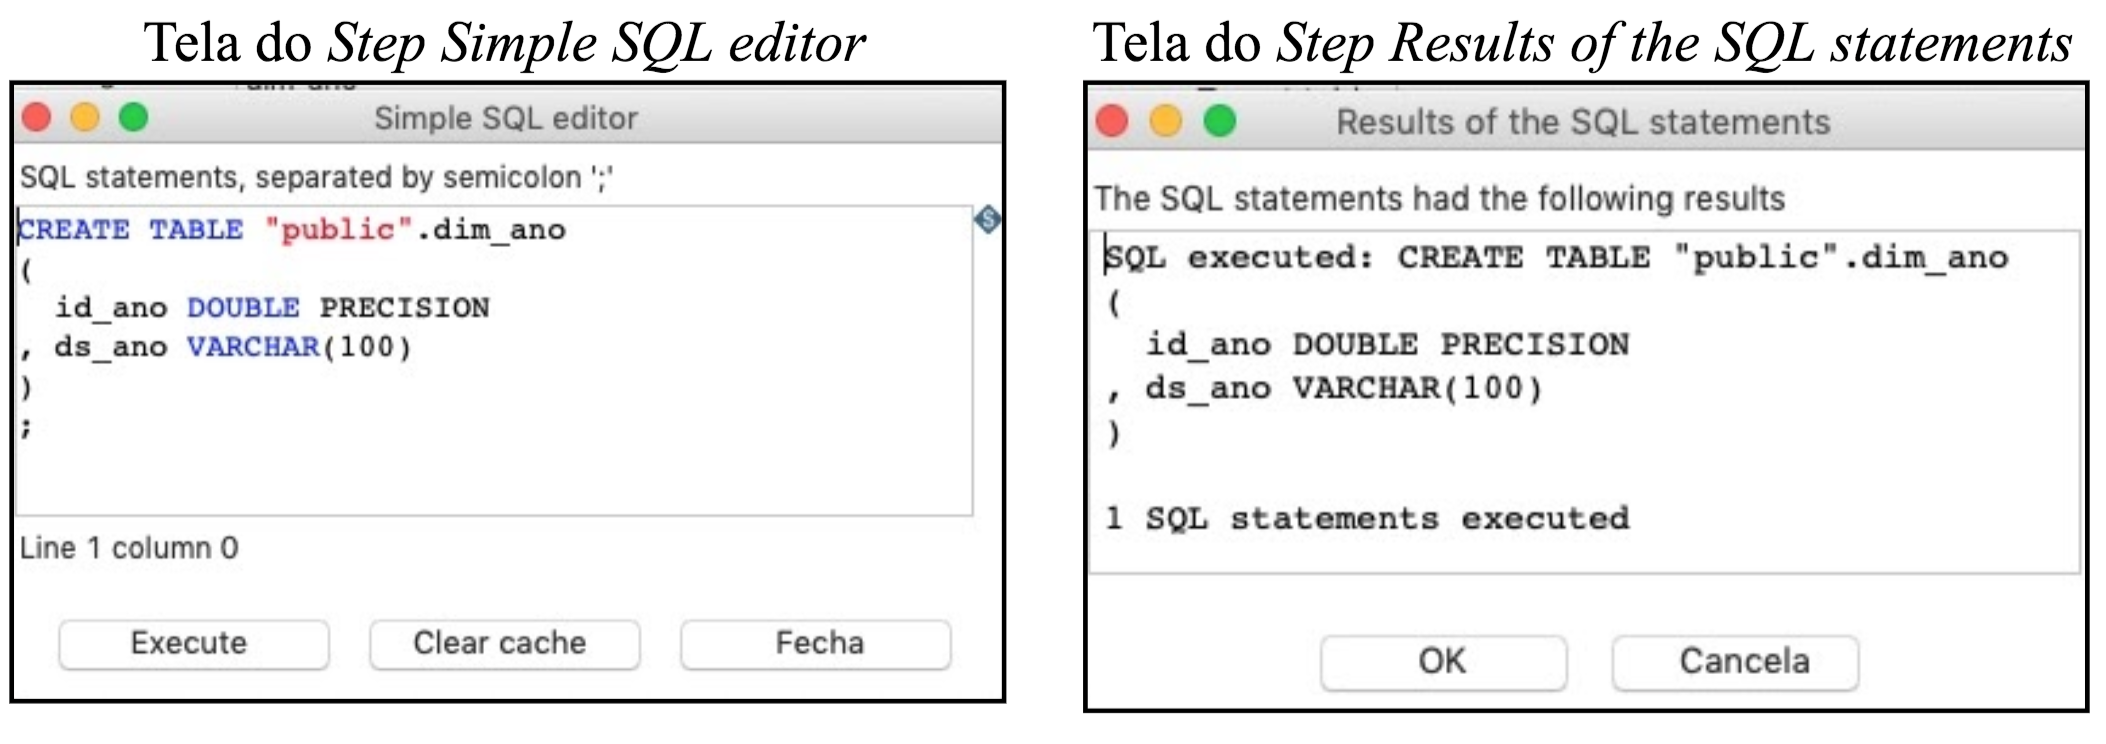 Tela do Step Simple SQL editor
Simple SQL editor
SQL statements, separated by semicolon ';'
CREATE TABLE "public".dim_ano
(
id_ano DOUBLE PRECISION
, ds_ano VARCHAR(100)
)
;
Line 1 column 0
Execute Clear cache Fecha
Tela do Step Results of the SQL statements
Results of the SQL statements
The SQL statements had the following results
SQL executed: CREATE TABLE "public".dim_ano
(
id_ano DOUBLE PRECISION
, ds_ano VARCHAR(100)
)
1 SQL statements executed
OK Cancela